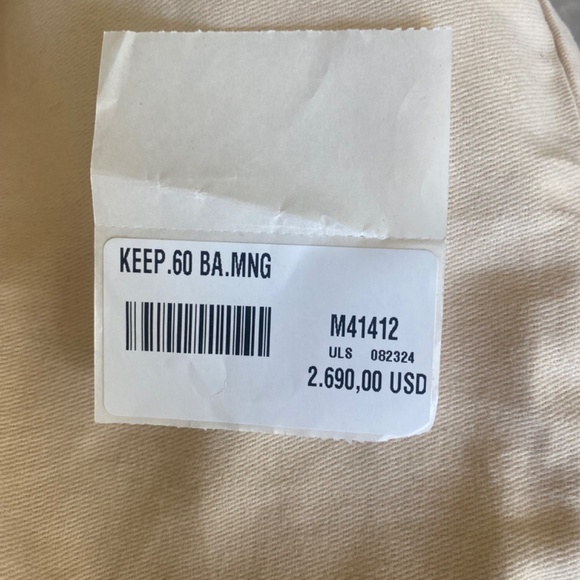 KEEP.60 BA.MNG
M41412
ULS 082324
2.690,00 USD